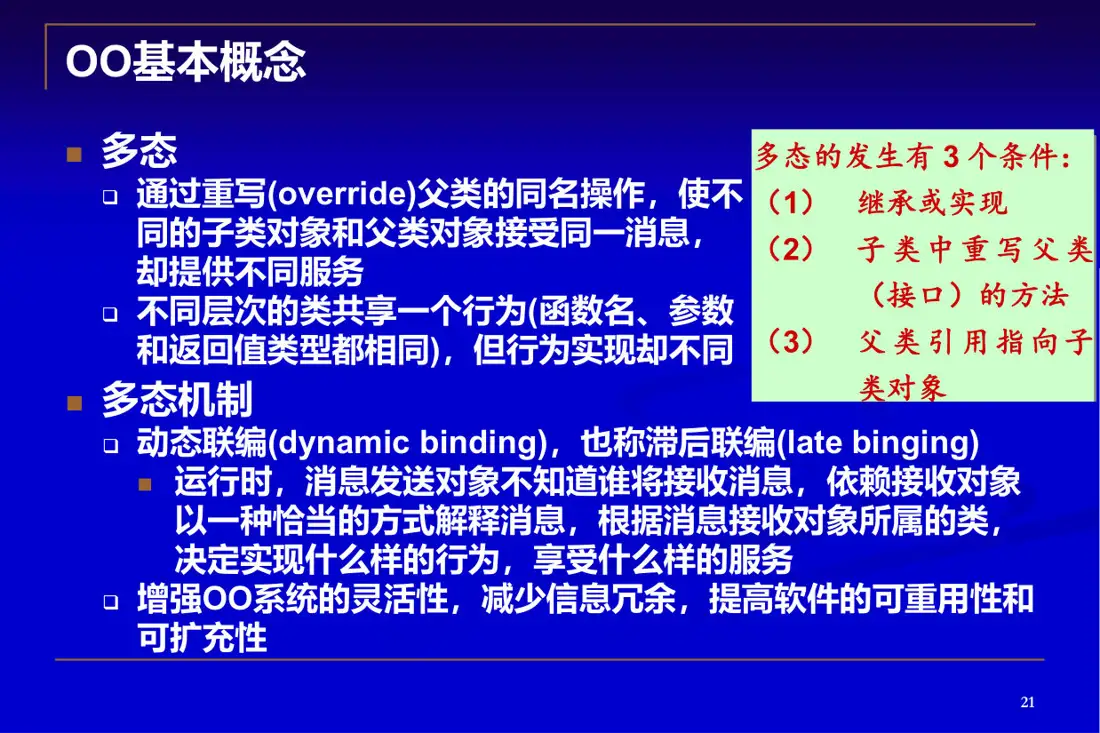 OO基本概念
多态
通过重写(override)父类的同名操作，使不
同的子类对象和父类对象接受同一消息，
却提供不同服务
不同层次的类共享一个行为(函数名、参数
和返回值类型都相同)，但行为实现却不同
多态的发生有 3 个条件：
（1） 继承或实现
（2） 子类中重写父类
（接口）的方法
（3） 父类引用指向子
类对象
多态机制
动态联编(dynamic binding)，也称滞后联编(late binging)
运行时，消息发送对象不知道谁将接收消息，依赖接收对象
以一种恰当的方式解释消息，根据消息接收对象所属的类，
决定实现什么样的行为，享受什么样的服务
增强OO系统的灵活性，减少信息冗余，提高软件的可重用性和
可扩充性
21